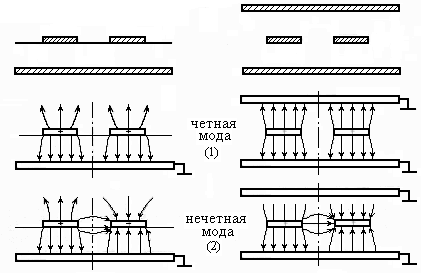 четная
мода
(1)
нечетная
мода
(2)